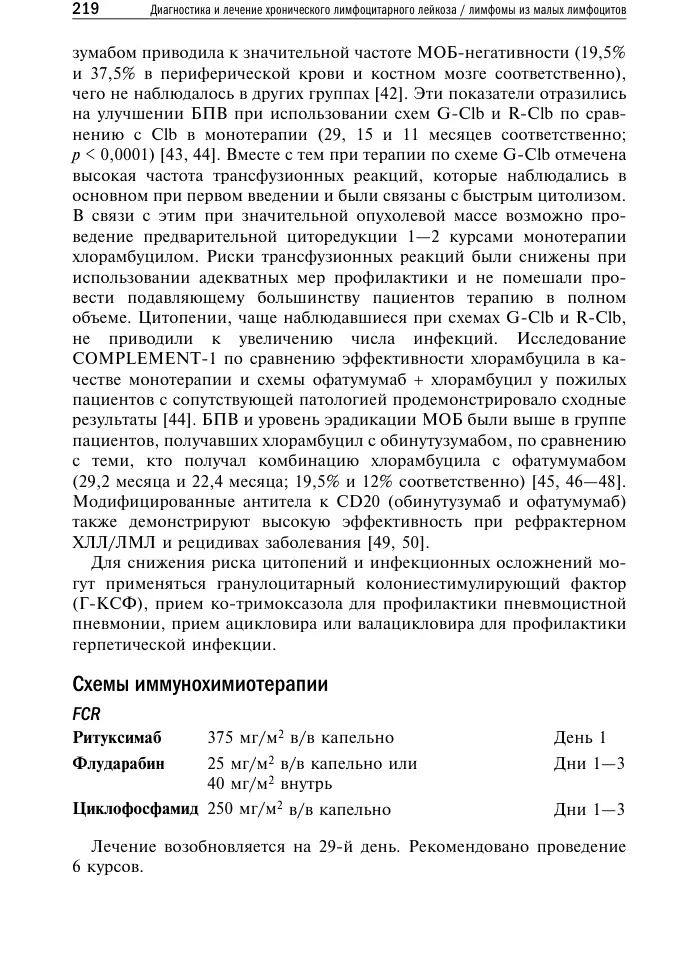 219 Диагностика и лечение хронического лимфоцитарного лейкоза / лимфомы из малых лимфоцитов
зумабом приводила к значительной частоте МОБ-негативности (19,5%
и 37,5% в периферической крови и костном мозге соответственно),
чего не наблюдалось в других группах [42]. Эти показатели отразились
на улучшении БПВ при использовании схем G-Clb и R-Clb по срав-
нению с Clb в монотерапии (29, 15 и 11 месяцев соответственно;
p < 0,0001) [43, 44]. Вместе с тем при терапии по схеме G-Clb отмечена
высокая частота трансфузионных реакций, которые наблюдались в
основном при первом введении и были связаны с быстрым цитолизом.
В связи с этим при значительной опухолевой массе возможно про-
ведение предварительной циторедукции 1—2 курсами монотерапии
хлорамбуцилом. Риски трансфузионных реакций были снижены при
использовании адекватных мер профилактики и не помешали про-
вести подавляющему большинству пациентов терапию в полном
объеме. Цитопении, чаще наблюдавшиеся при схемах G-Clb и R-Clb,
не приводили к увеличению числа инфекций. Исследование
COMPLEMENT-1 по сравнению эффективности хлорамбуцила в ка-
честве монотерапии и схемы офатумумаб + хлорамбуцил у пожилых
пациентов с сопутствующей патологией продемонстрировало сходные
результаты [44]. БПВ и уровень эрадикации МОБ были выше в группе
пациентов, получавших хлорамбуцил с обинутузумабом, по сравнению
с теми, кто получал комбинацию хлорамбуцила с офатумумабом
(29,2 месяца и 22,4 месяца; 19,5% и 12% соответственно) [45, 46—48].
Модифицированные антитела к CD20 (обинутузумаб и офатумумаб)
также демонстрируют высокую эффективность при рефрактерном
ХЛЛ/ЛМЛ и рецидивах заболевания [49, 50].
Для снижения риска цитопений и инфекционных осложнений мо-
гут применяться гранулоцитарный колониестимулирующий фактор
(Г-КСФ), прием ко-тримоксазола для профилактики пневмоцистной
пневмонии, прием ацикловира или валацикловира для профилактики
герпетической инфекции.
Схемы иммунохимиотерапии
FCR
Ритуксимаб 375 мг/м² в/в капельно День 1
Флударабин 25 мг/м² в/в капельно или Дни 1—3
40 мг/м² внутрь
Циклофосфамид 250 мг/м² в/в капельно Дни 1—3
Лечение возобновляется на 29-й день. Рекомендовано проведение
6 курсов.